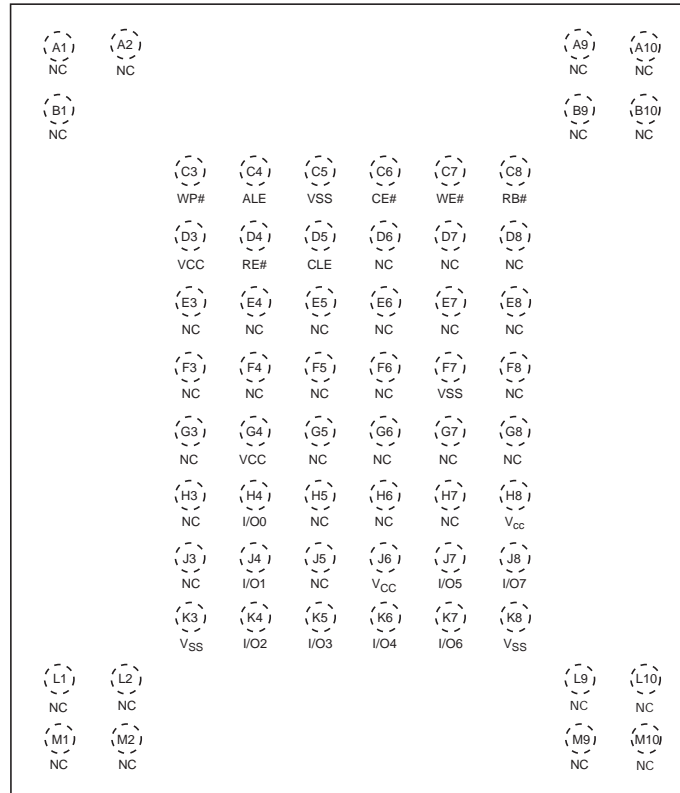 A1 A2 A9 A10
NC NC NC NC
B1 B9 B10
NC NC NC
C3 C4 C5 C6 C7 C8
WP# ALE VSS CE# WE# RB#
D3 D4 D5 D6 D7 D8
VCC RE# CLE NC NC NC
E3 E4 E5 E6 E7 E8
NC NC NC NC NC NC
F3 F4 F5 F6 F7 F8
NC NC NC NC VSS NC
G3 G4 G5 G6 G7 G8
NC VCC NC NC NC NC
H3 H4 H5 H6 H7 H8
NC I/O0 NC NC NC Vcc
J3 J4 J5 J6 J7 J8
NC I/O1 NC VCC I/O5 I/O7
K3 K4 K5 K6 K7 K8
VSS I/O2 I/O3 I/O4 I/O6 VSS
L1 L2 L9 L10
NC NC NC NC
M1 M2 M9 M10
NC NC NC NC